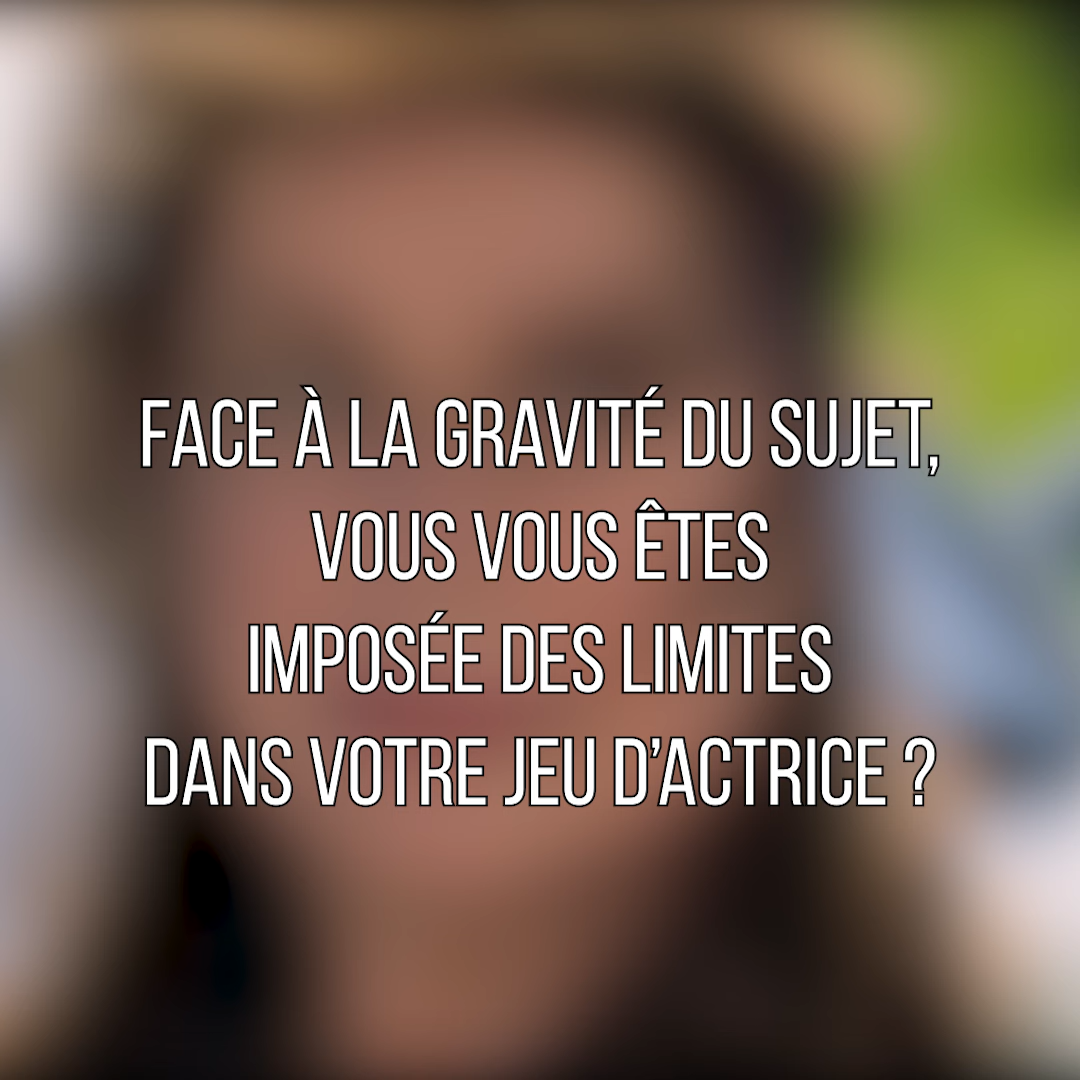 FACE À LA GRAVITÉ DU SUJET,
VOUS VOUS ÊTES
IMPOSÉE DES LIMITES
DANS VOTRE JEU D’ACTRICE ?